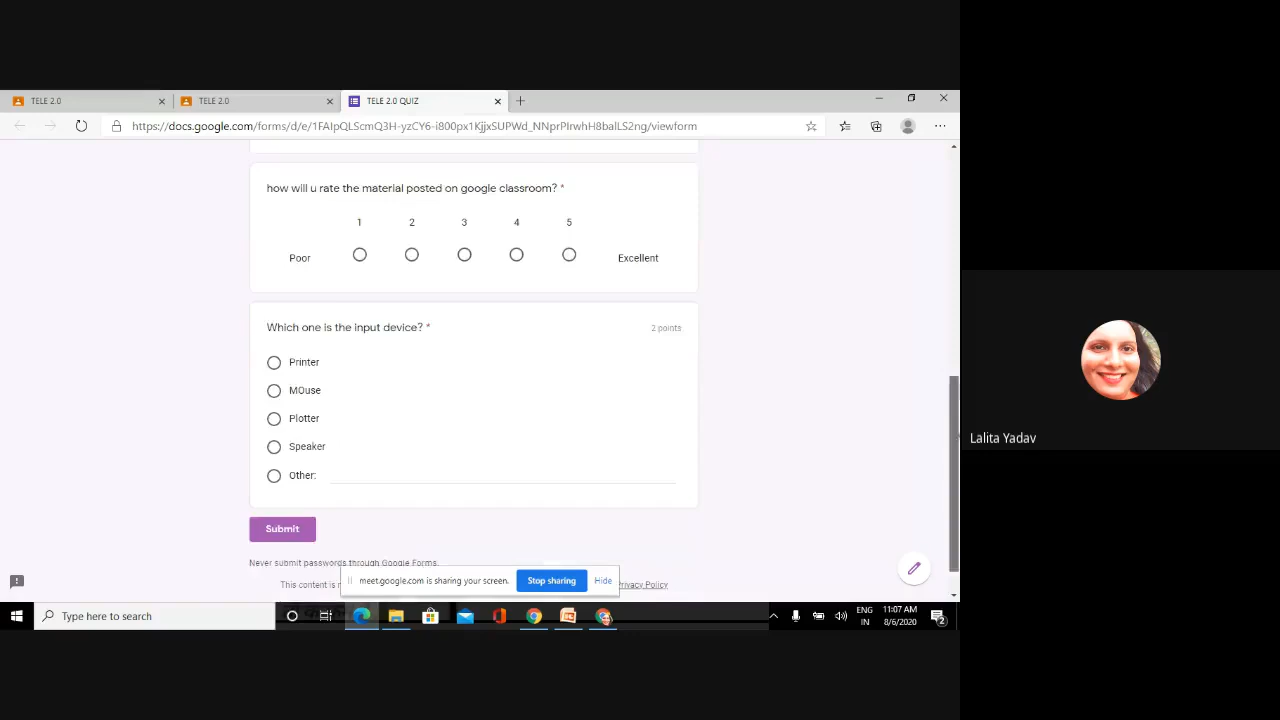 TELE 2.0
TELE 2.0
TELE 2.0 QUIZ
https://docs.google.com/forms/d/e/1FAIpQLScmQ3H-yzCY6-i800px1KjjxSUPWd_NNprPIrwhH8balLS2ng/viewform
how will u rate the material posted on google classroom? *
1 2 3 4 5
Poor Excellent
Which one is the input device? * 2 points
Printer
MOuse
Plotter
Speaker
Other:
Submit
Never submit passwords through Google Forms.
This content is
Privacy Policy
meet.google.com is sharing your screen. Stop sharing Hide
Lalita Yadav
Type here to search
ENG
IN
11:07 AM
8/6/2020
2